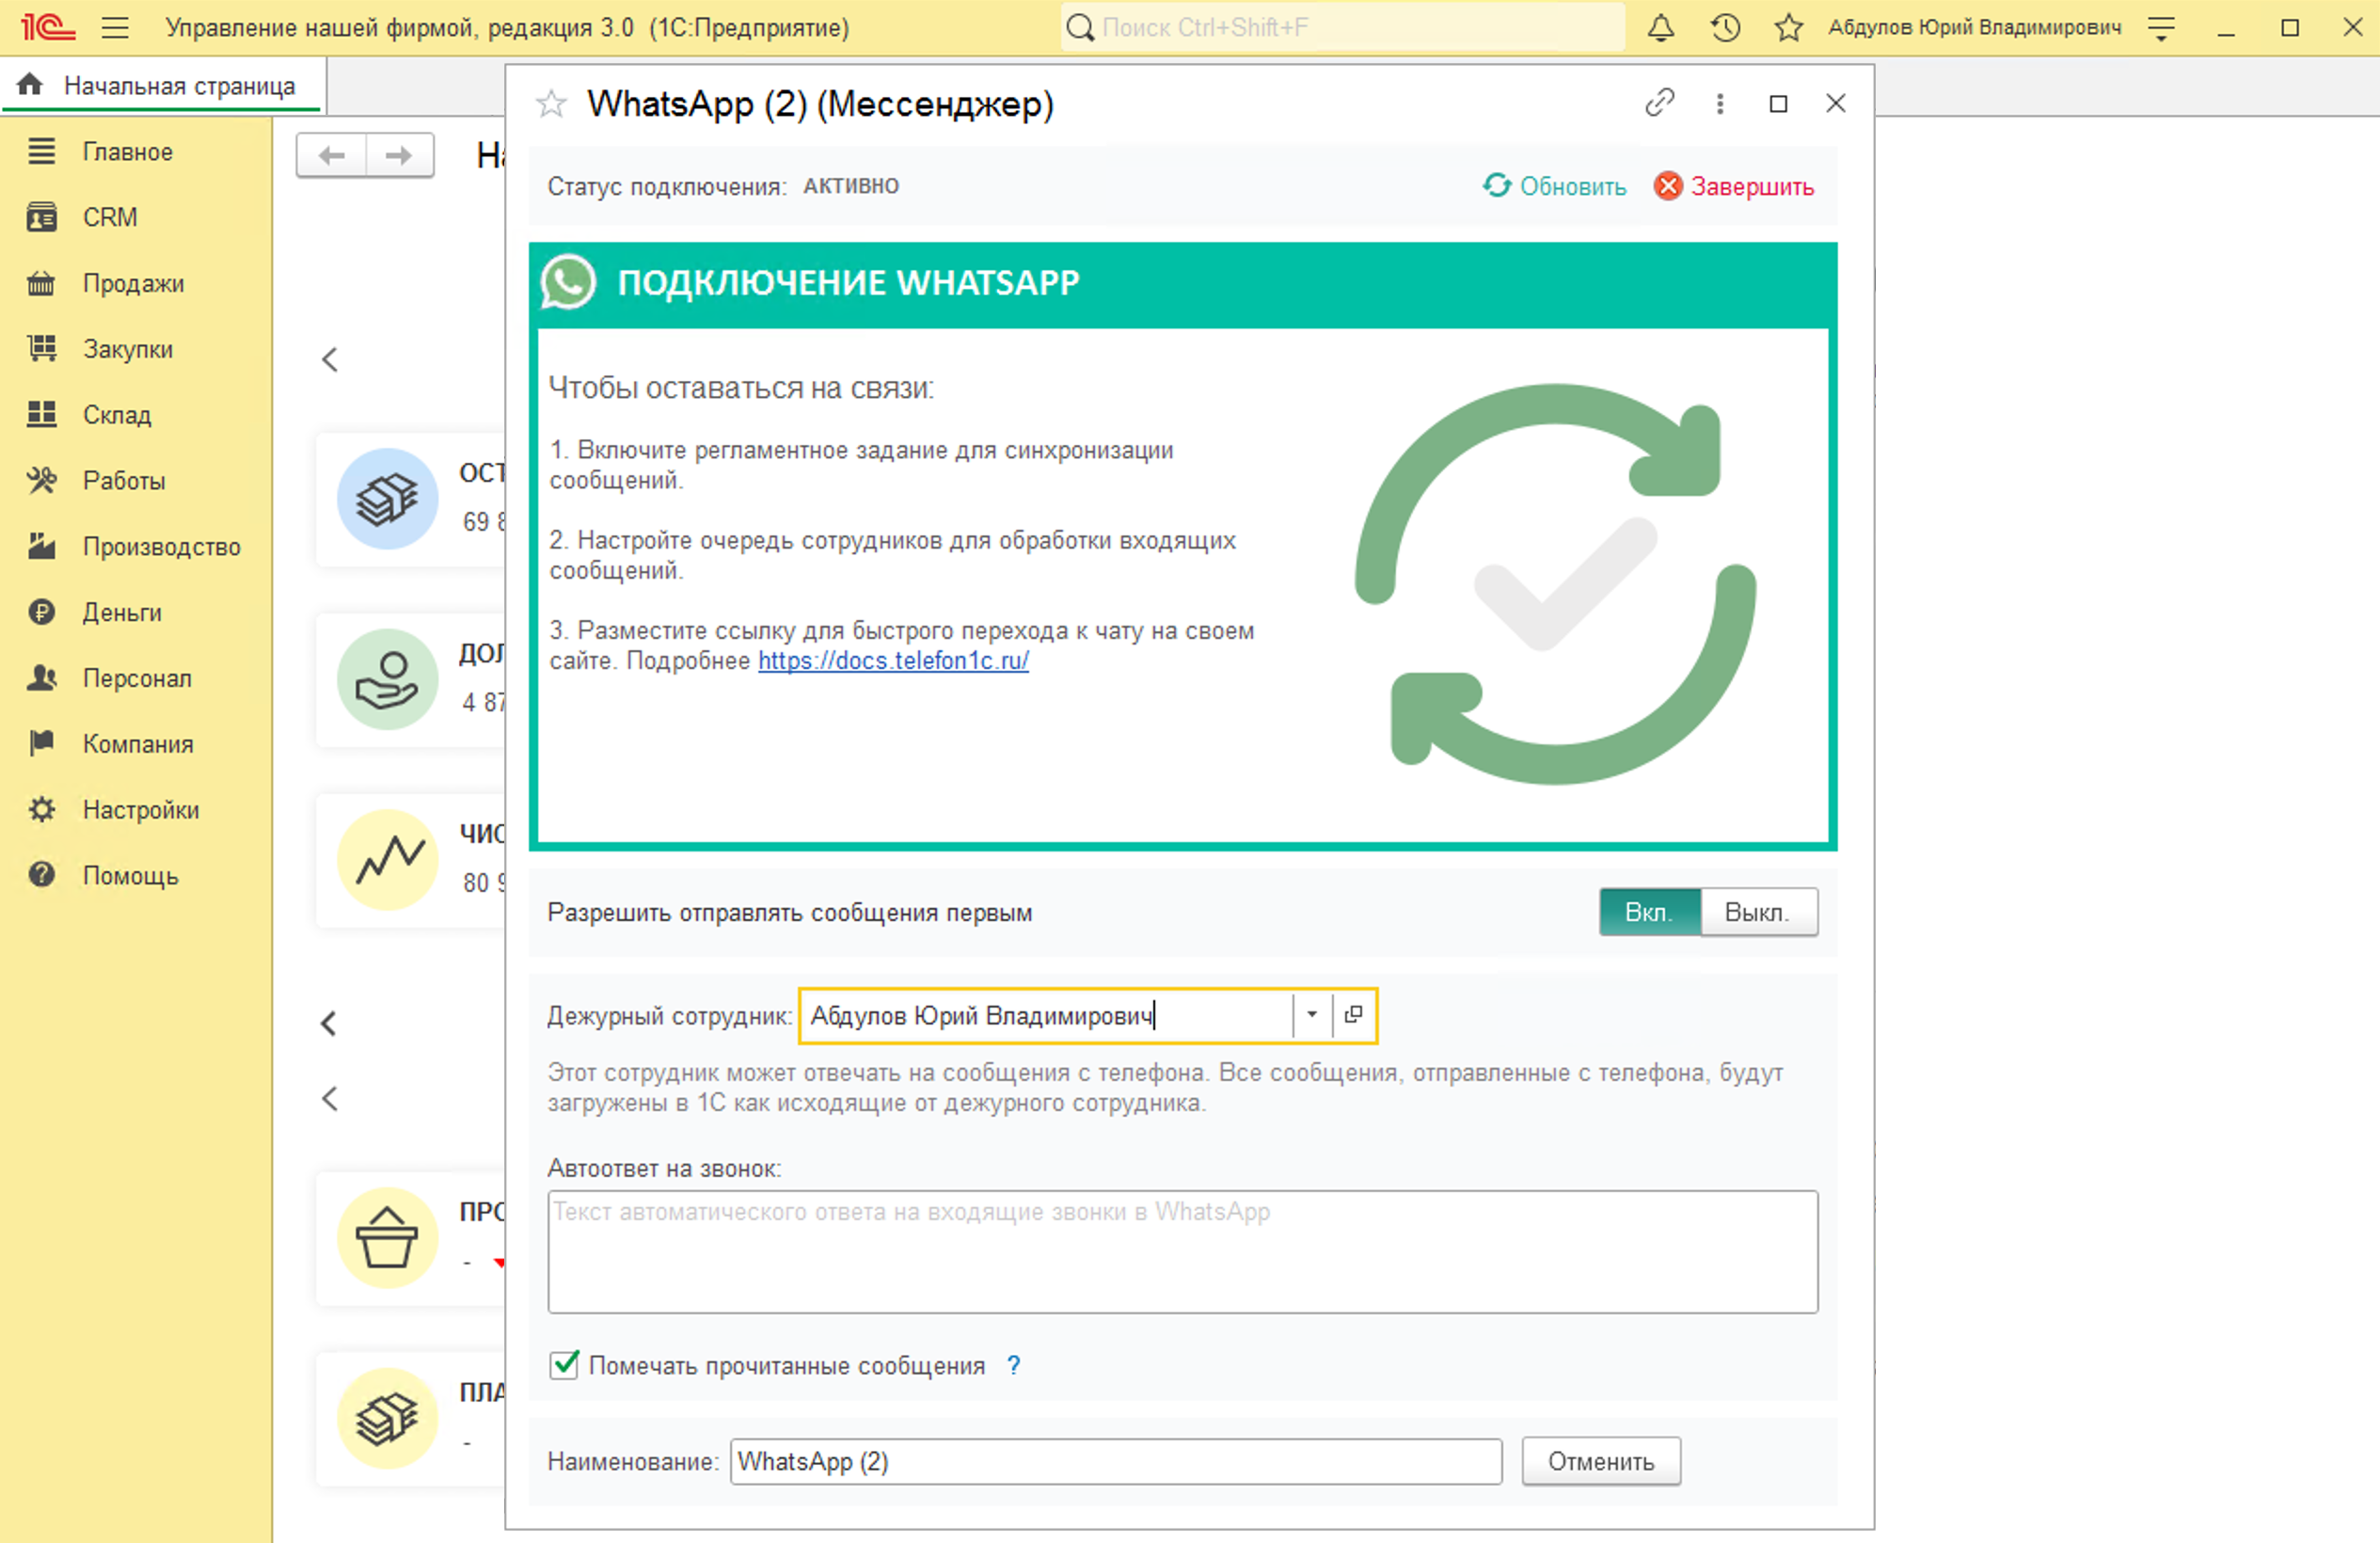 1С Управление нашей фирмой, редакция 3.0 (1С:Предприятие) Поиск Ctrl+Shift+F Абдулов Юрий Владимирович
Начальная страница
Главное
CRM
Продажи
Закупки
Склад
Работы
Производство
Деньги
Персонал
Компания
Настройки
Помощь
На
ОСТ
69 8
ДОЛ
4 87
ЧИС
80 9
ПРО
-
ПЛА
-
WhatsApp (2) (Мессенджер)
Статус подключения: АКТИВНО Обновить Завершить
ПОДКЛЮЧЕНИЕ WHATSAPP
Чтобы оставаться на связи:
1. Включите регламентное задание для синхронизации
сообщений.
2. Настройте очередь сотрудников для обработки входящих
сообщений.
3. Разместите ссылку для быстрого перехода к чату на своем
сайте. Подробнее https://docs.telefon1c.ru/
Разрешить отправлять сообщения первым Вкл. Выкл.
Дежурный сотрудник: Абдулов Юрий Владимирович
Этот сотрудник может отвечать на сообщения с телефона. Все сообщения, отправленные с телефона, будут
загружены в 1С как исходящие от дежурного сотрудника.
Автоответ на звонок:
Текст автоматического ответа на входящие звонки в WhatsApp
Помечать прочитанные сообщения ?
Наименование: WhatsApp (2) Отменить